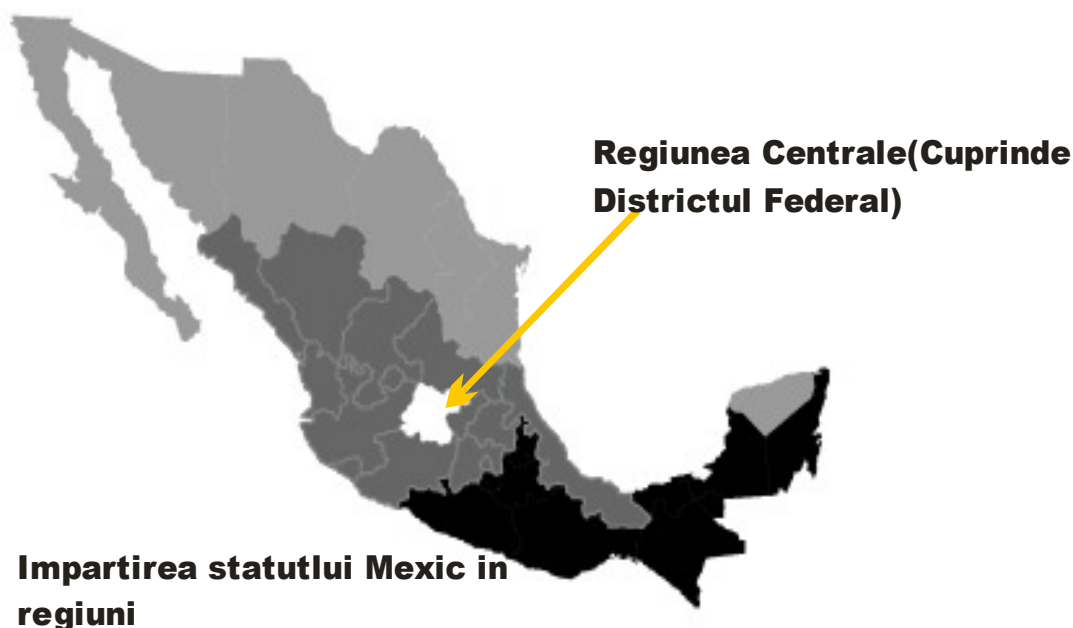 Regiunea Centrale(Cuprinde
Districtul Federal)
Impartirea statutlui Mexic in
regiuni